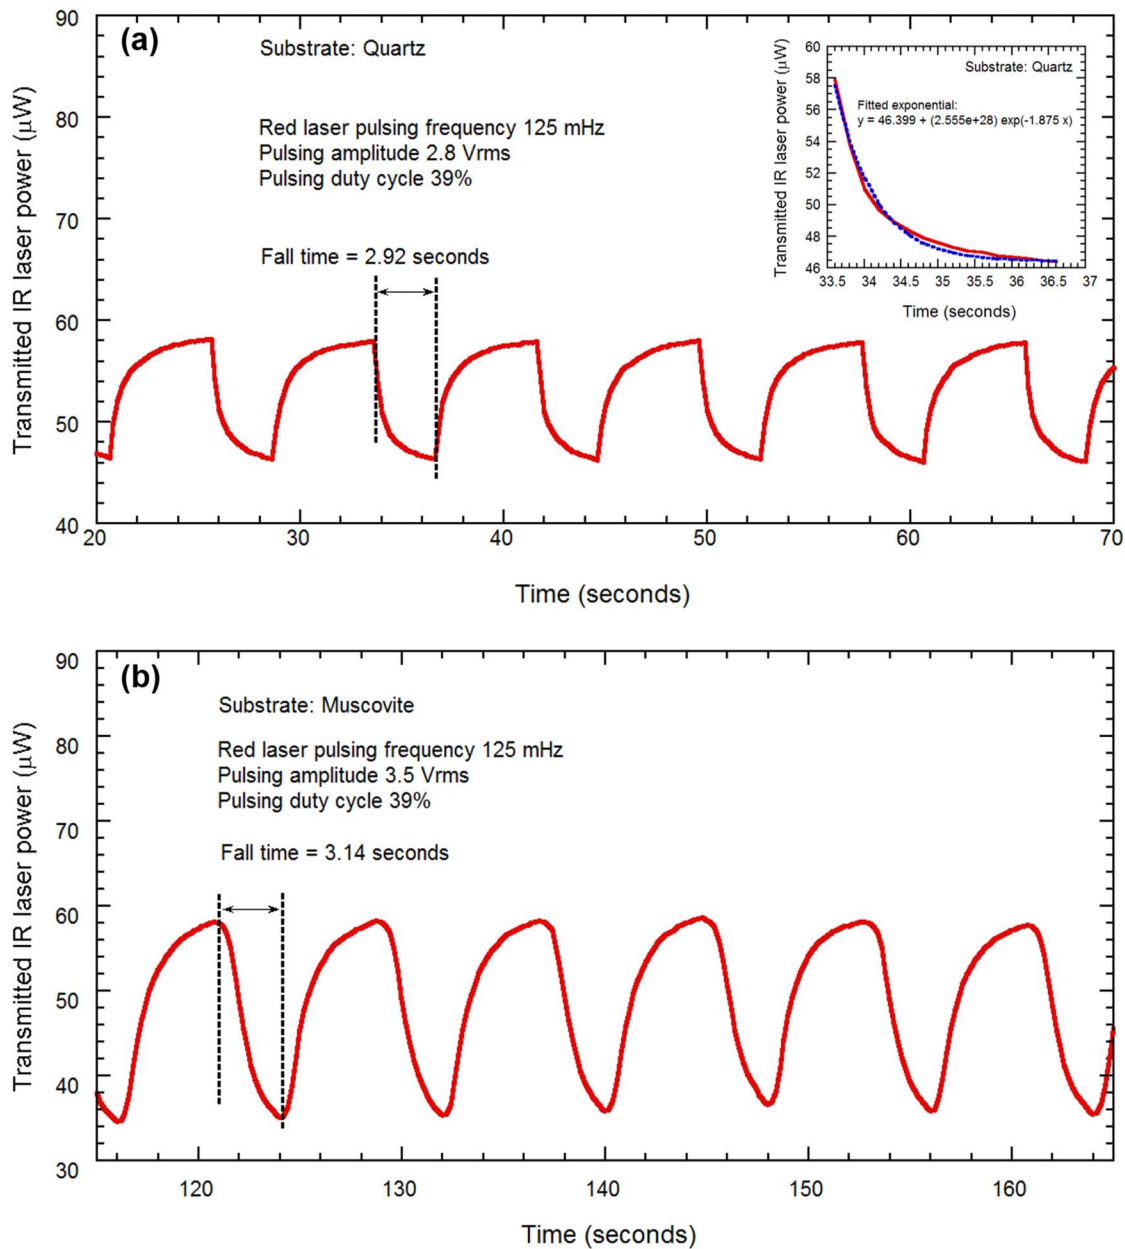 (a)
Substrate: Quartz
Red laser pulsing frequency 125 mHz
Pulsing amplitude 2.8 Vrms
Pulsing duty cycle 39%
Fall time = 2.92 seconds
Transmitted IR laser power (µW)
90
80
70
60
50
40
20
30
40
50
60
70
Time (seconds)
Substrate: Quartz
Fitted exponential:
y = 46.399 + (2.555e+28) exp(-1.875 x)
Transmitted IR laser power (µW)
60
58
56
54
52
50
48
46
33.5
34
34.5
35
35.5
36
36.5
37
Time (seconds)
(b)
Substrate: Muscovite
Red laser pulsing frequency 125 mHz
Pulsing amplitude 3.5 Vrms
Pulsing duty cycle 39%
Fall time = 3.14 seconds
Transmitted IR laser power (µW)
90
80
70
60
50
40
30
120
130
140
150
160
Time (seconds)